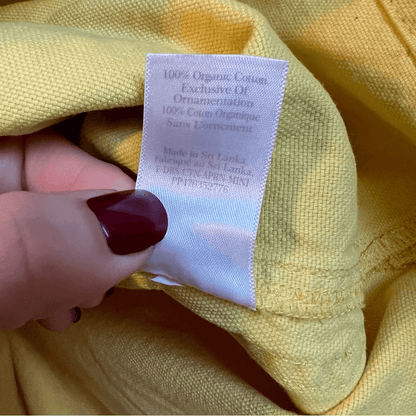 100% Organic Cotton.
Exclusive Of
Ornamentation
100% Coton Organique
Sans L'ornement
Made in Sri Lanka
Fabriqué au Sri Lanka.
PP176352776